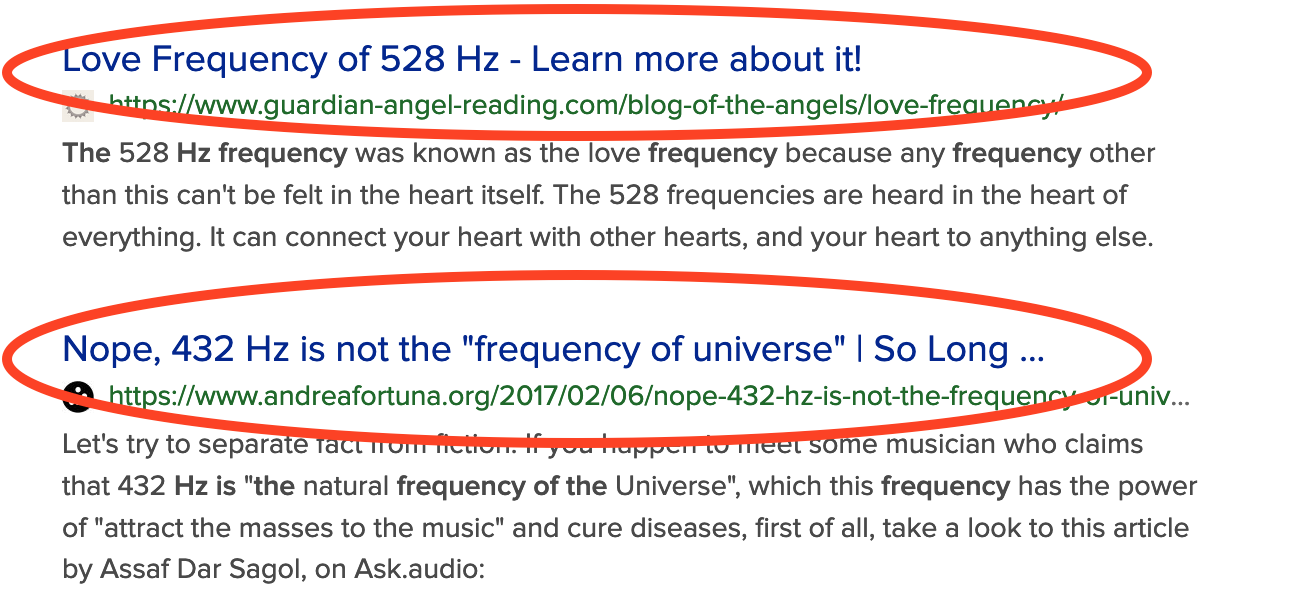 Love Frequency of 528 Hz - Learn more about it!
https://www.guardian-angel-reading.com/blog-of-the-angels/love-frequency/
The 528 Hz frequency was known as the love frequency because any frequency other
than this can't be felt in the heart itself. The 528 frequencies are heard in the heart of
everything. It can connect your heart with other hearts, and your heart to anything else.
Nope, 432 Hz is not the "frequency of universe" | So Long ...
https://www.andreafortuna.org/2017/02/06/nope-432-hz-is-not-the-frequency-of-univ...
Let's try to separate fact from fiction. If you happen to meet some musician who claims
that 432 Hz is "the natural frequency of the Universe", which this frequency has the power
of "attract the masses to the music" and cure diseases, first of all, take a look to this article
by Assaf Dar Sagol, on Ask.audio: